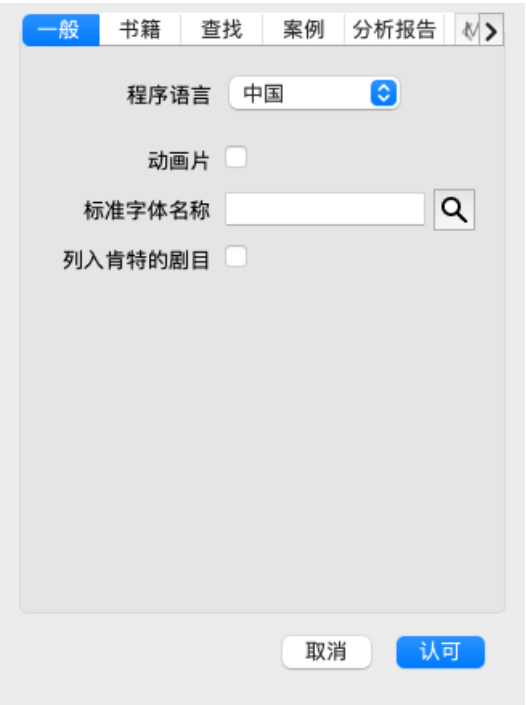 一般 书籍 查找 案例 分析报告
程序语言 中国
动画片
标准字体名称
列入肯特的剧目
取消 认可